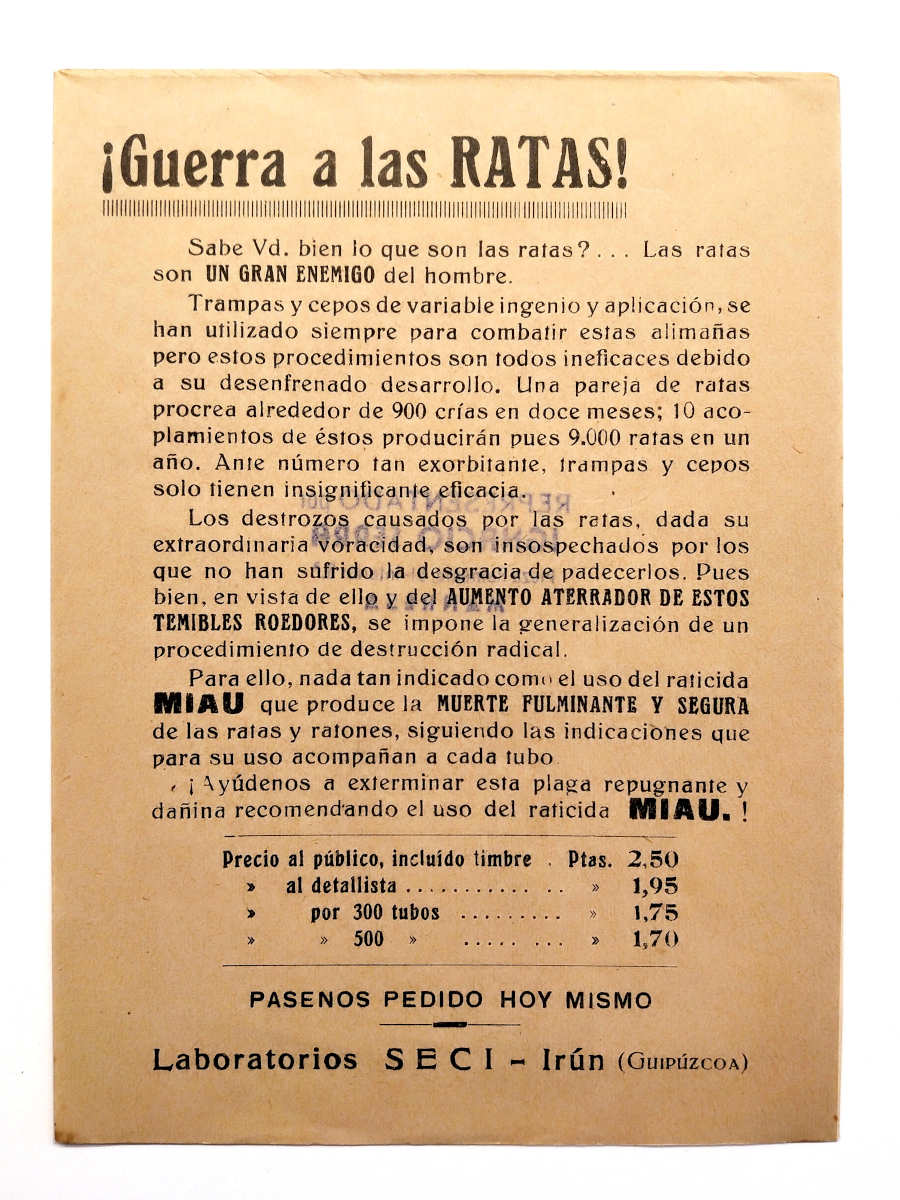 ¡Guerra a las RATAS!
Sabe Vd. bien lo que son las ratas?... Las ratas
son UN GRAN ENEMIGO del hombre.
Trampas y cepos de variable ingenio y aplicación, se
han utilizado siempre para combatir estas alimañas
pero estos procedimientos son todos ineficaces debido
a su desenfrenado desarrollo. Una pareja de ratas
procrea alrededor de 900 crías en doce meses; 10 aco-
plamientos de éstos producirán pues 9.000 ratas en un
año. Ante número tan exorbitante, trampas y cepos
solo tienen insignificante eficacia.
REPRESENTADO por
IGNACIO
MANRESA
Los destrozos causados por las ratas, dada su
extraordinaria voracidad, son insospechados por los
que no han sufrido la desgracia de padecerlos. Pues
bien, en vista de ello y del AUMENTO ATERRADOR DE ESTOS
TEMIBLES ROEDORES, se impone la generalización de un
procedimiento de destrucción radical.
Para ello, nada tan indicado como el uso del raticida
MIAU que produce la MUERTE FULMINANTE Y SEGURA
de las ratas y ratones, siguiendo las indicaciones que
para su uso acompañan a cada tubo.
¡Ayúdenos a exterminar esta plaga repugnante y
dañina recomendando el uso del raticida MIAU.!
Precio al público, incluído timbre . Ptas. 2,50
» al detallista ............ .. » 1,95
» por 300 tubos ......... » 1,75
» » 500 » ..... ... » 1,70
PASENOS PEDIDO HOY MISMO
Laboratorios SECI - Irún (GUIPÚZCOA)